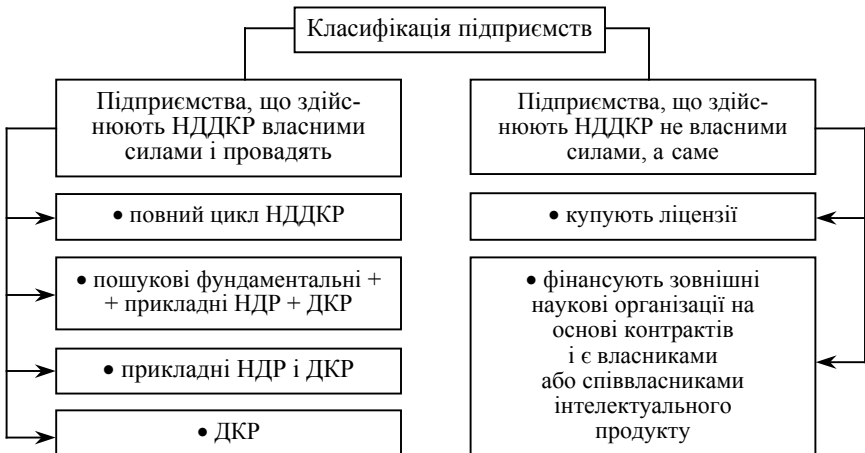 Класифікація підприємств
Підприємства, що здійс-
нюють НДДКР власними
силами і провадять
• повний цикл НДДКР
• пошукові фундаментальні +
+ прикладні НДР + ДКР
• прикладні НДР і ДКР
• ДКР
Підприємства, що здійс-
нюють НДДКР не власними
силами, а саме
• купують ліцензії
• фінансують зовнішні
наукові організації на
основі контрактів
і є власниками
або співвласниками
інтелектуального
продукту